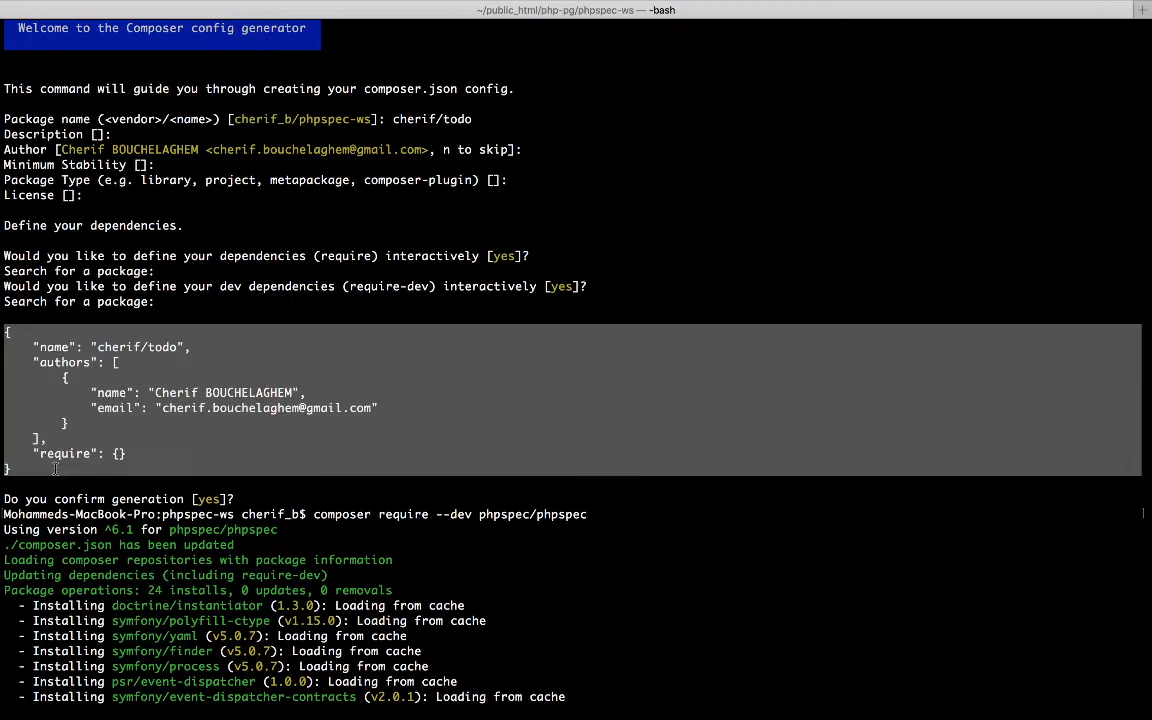 ~/public_html/php-pg/phpspec-ws — -bash
Welcome to the Composer config generator
This command will guide you through creating your composer.json config.
Package name (<vendor>/<name>) [cherif_b/phpspec-ws]: cherif/todo
Description []:
Author [Cherif BOUCHELAGHEM <cherif.bouchelaghem@gmail.com>, n to skip]:
Minimum Stability []:
Package Type (e.g. library, project, metapackage, composer-plugin) []:
License []:
Define your dependencies.
Would you like to define your dependencies (require) interactively [yes]?
Search for a package:
Would you like to define your dev dependencies (require-dev) interactively [yes]?
Search for a package:
{
    "name": "cherif/todo",
    "authors": [
        {
            "name": "Cherif BOUCHELAGHEM",
            "email": "cherif.bouchelaghem@gmail.com"
        }
    ],
    "require": {}
}
Do you confirm generation [yes]?
Mohammeds-MacBook-Pro:phpspec-ws cherif_b$ composer require --dev phpspec/phpspec
Using version ^6.1 for phpspec/phpspec
./composer.json has been updated
Loading composer repositories with package information
Updating dependencies (including require-dev)
Package operations: 24 installs, 0 updates, 0 removals
  - Installing doctrine/instantiator (1.3.0): Loading from cache
  - Installing symfony/polyfill-ctype (v1.15.0): Loading from cache
  - Installing symfony/yaml (v5.0.7): Loading from cache
  - Installing symfony/finder (v5.0.7): Loading from cache
  - Installing symfony/process (v5.0.7): Loading from cache
  - Installing psr/event-dispatcher (1.0.0): Loading from cache
  - Installing symfony/event-dispatcher-contracts (v2.0.1): Loading from cache